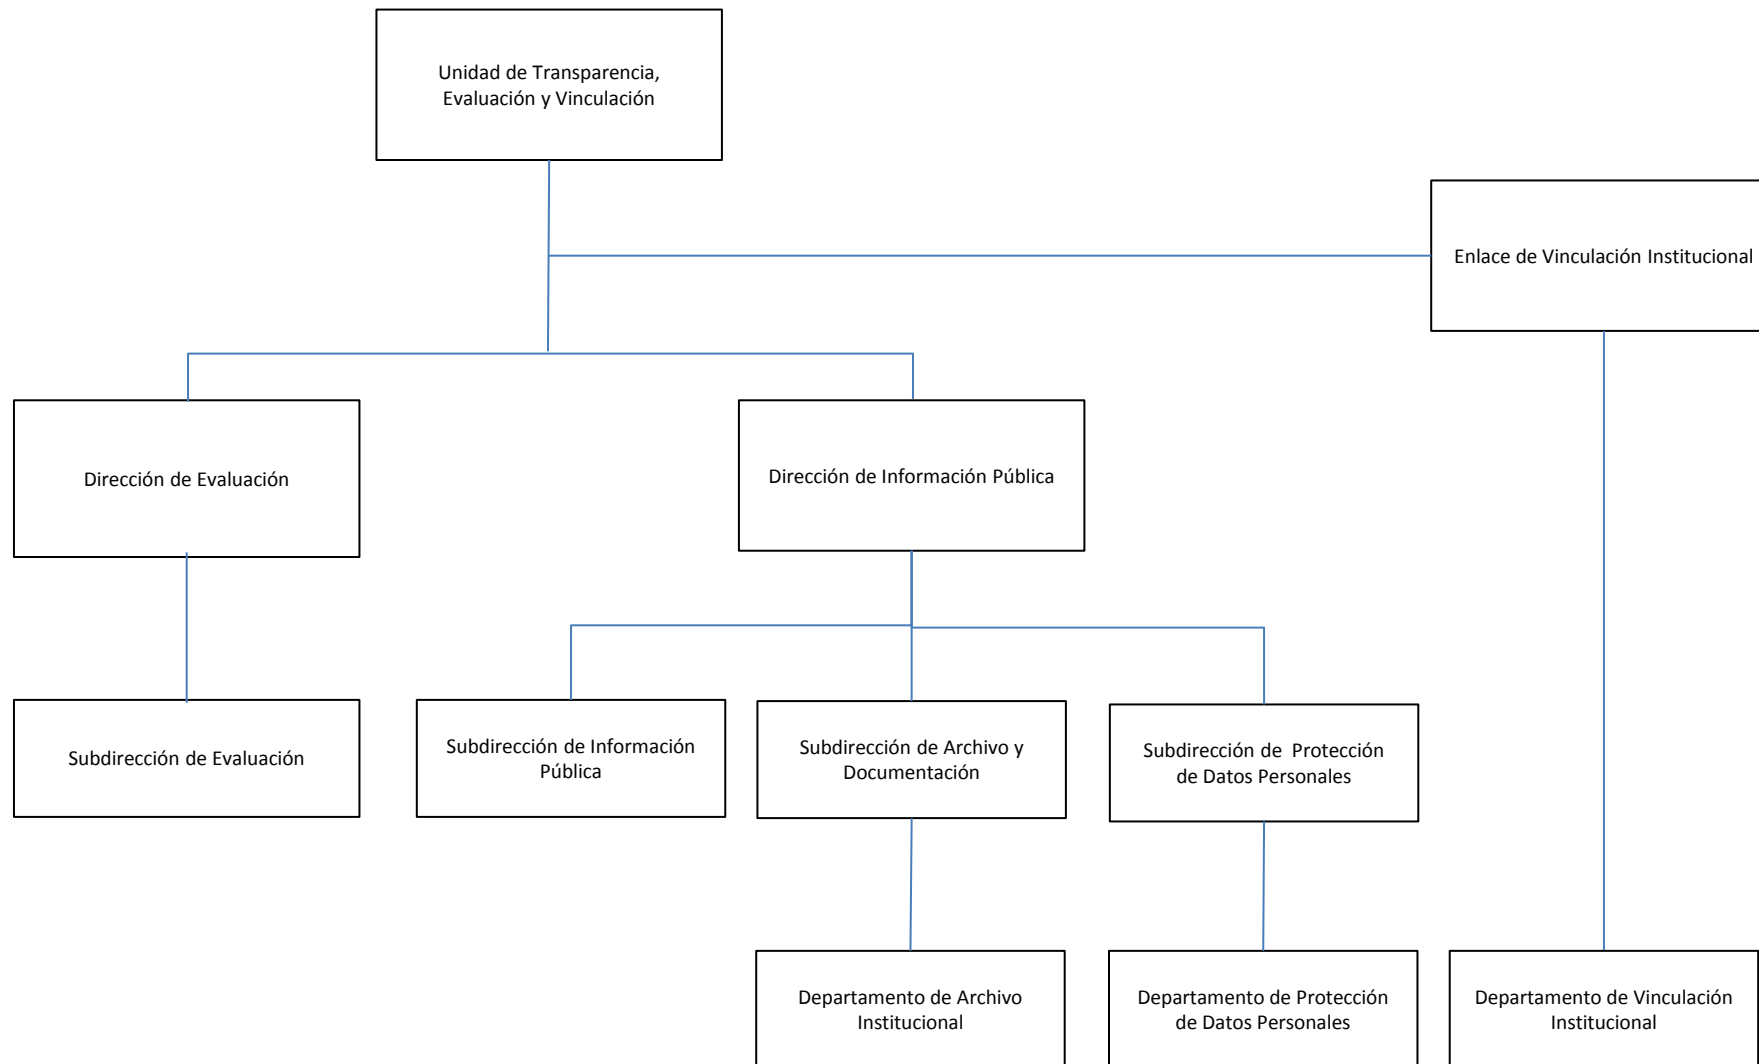 Unidad de Transparencia,
Evaluación y Vinculación
Enlace de Vinculación Institucional
Dirección de Evaluación
Dirección de Información Pública
Subdirección de Evaluación
Subdirección de Información
Pública
Subdirección de Archivo y
Documentación
Subdirección de  Protección
de Datos Personales
Departamento de Archivo
Institucional
Departamento de Protección
de Datos Personales
Departamento de Vinculación
Institucional